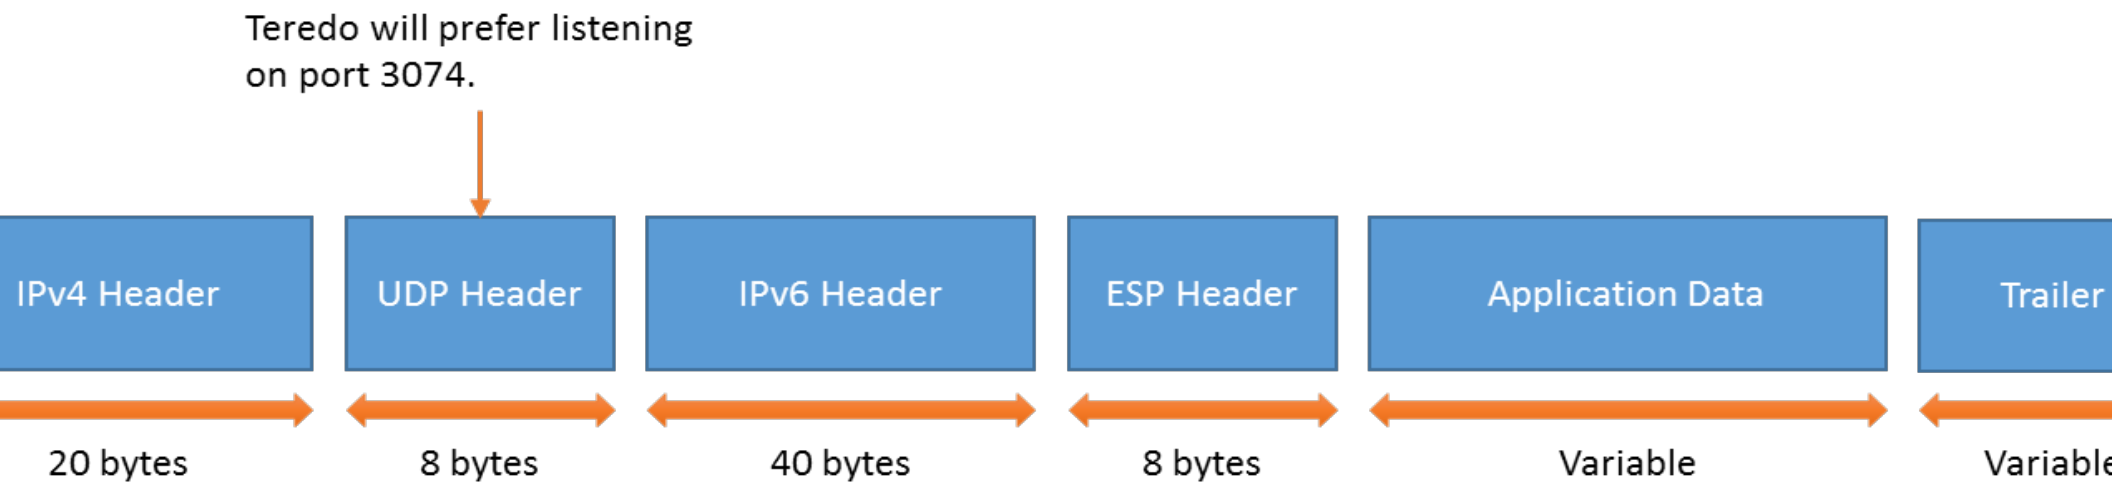 Teredo will prefer listening
on port 3074.
IPv4 Header
UDP Header
IPv6 Header
ESP Header
Application Data
Trailer
20 bytes
8 bytes
40 bytes
8 bytes
Variable
Variable